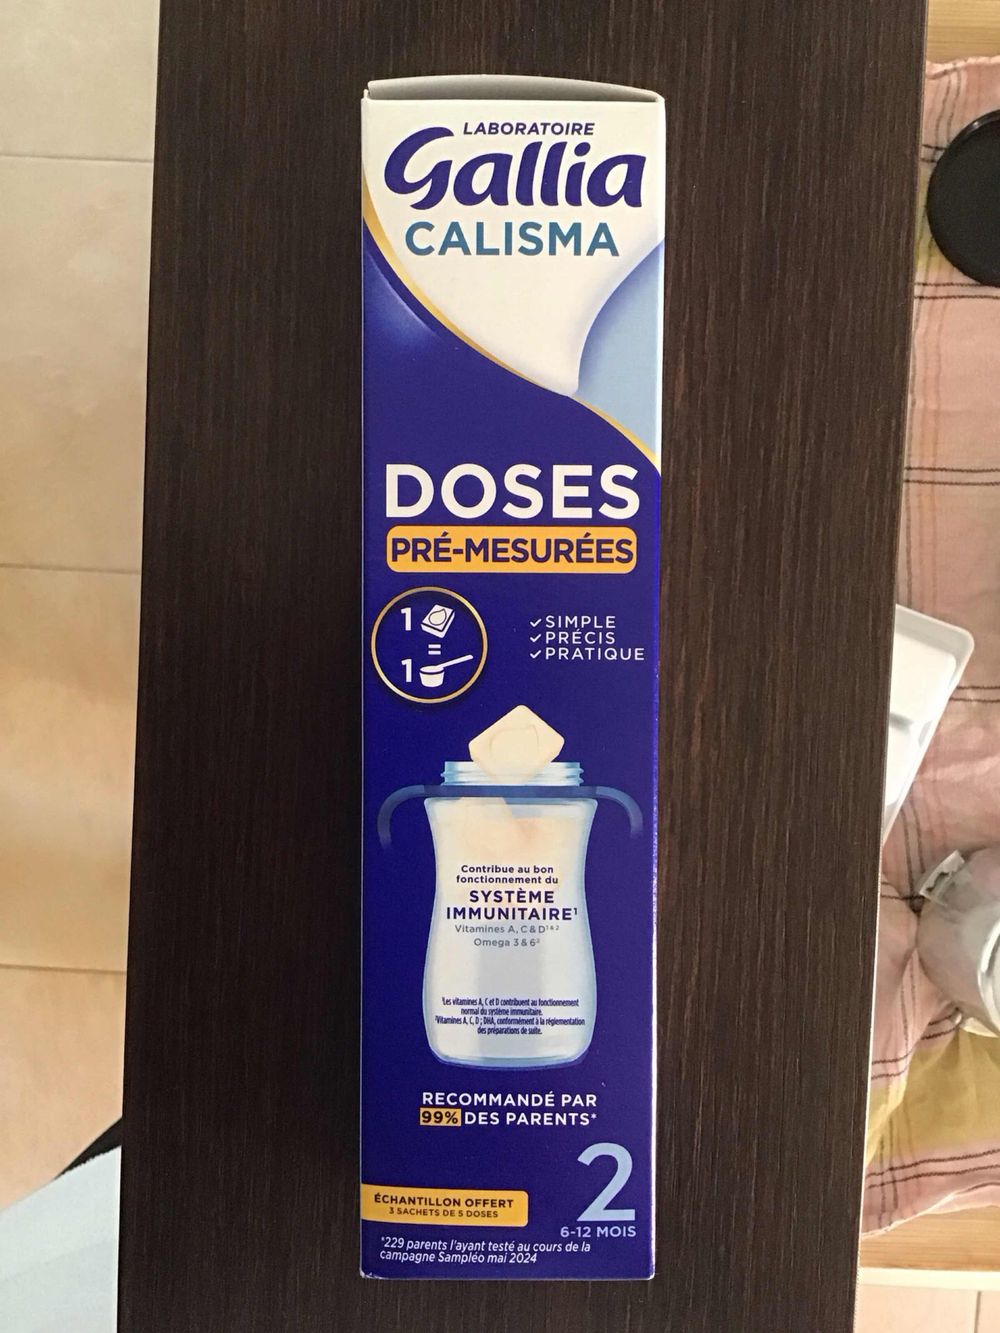 LABORATOIRE
Gallia
CALISMA
DOSES
PRÉ-MESURÉES
1
=
1
✓SIMPLE
✓PRÉCIS
✓PRATIQUE
Contribue au bon
fonctionnement du
SYSTÈME
IMMUNITAIRE¹
Vitamines A, C & D¹ & ²
Omega 3 & 6²
¹Les vitamines A, C et D contribuent au fonctionnement
normal du système immunitaire.
²Vitamines A, C, D ; DHA, conformément à la réglementation
des préparations de suite.
RECOMMANDÉ PAR
99% DES PARENTS*
2
6-12 MOIS
ÉCHANTILLON OFFERT
3 SACHETS DE 5 DOSES
*229 parents l'ayant testé au cours de la
campagne Sampléo mai 2024